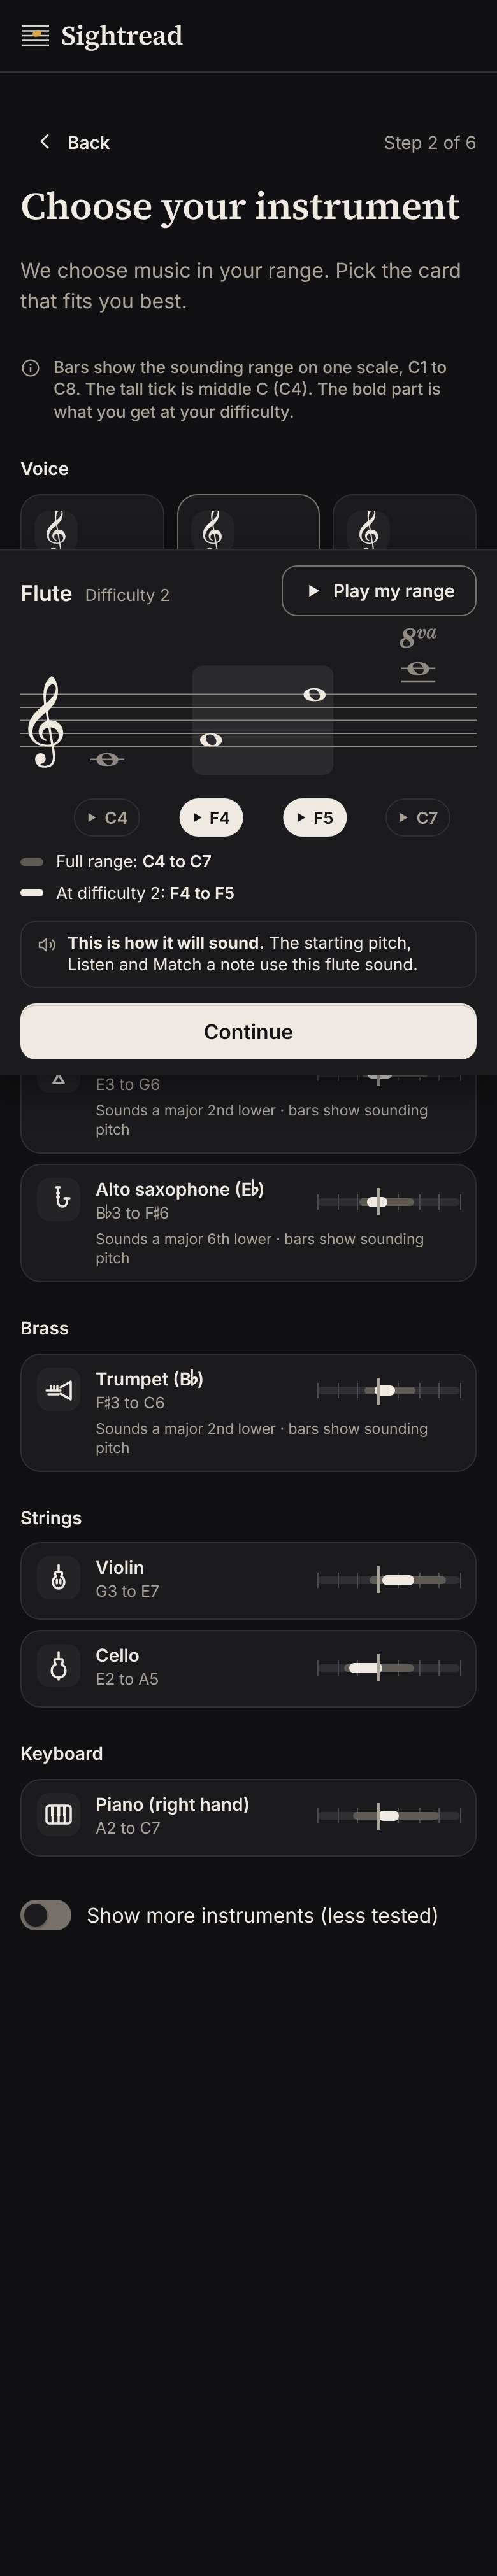 Sightread
Back
Step 2 of 6
Choose your instrument
We choose music in your range. Pick the card
that fits you best.
Bars show the sounding range on one scale, C1 to
C8. The tall tick is middle C (C4). The bold part is
what you get at your difficulty.
Voice
Flute Difficulty 2
Play my range
8va
C4 F4 F5 C7
Full range: C4 to C7
At difficulty 2: F4 to F5
This is how it will sound. The starting pitch,
Listen and Match a note use this flute sound.
Continue
E3 to G6
Sounds a major 2nd lower · bars show sounding
pitch
Alto saxophone (E♭)
B♭3 to F♯6
Sounds a major 6th lower · bars show sounding
pitch
Brass
Trumpet (B♭)
F♯3 to C6
Sounds a major 2nd lower · bars show sounding
pitch
Strings
Violin
G3 to E7
Cello
E2 to A5
Keyboard
Piano (right hand)
A2 to C7
Show more instruments (less tested)